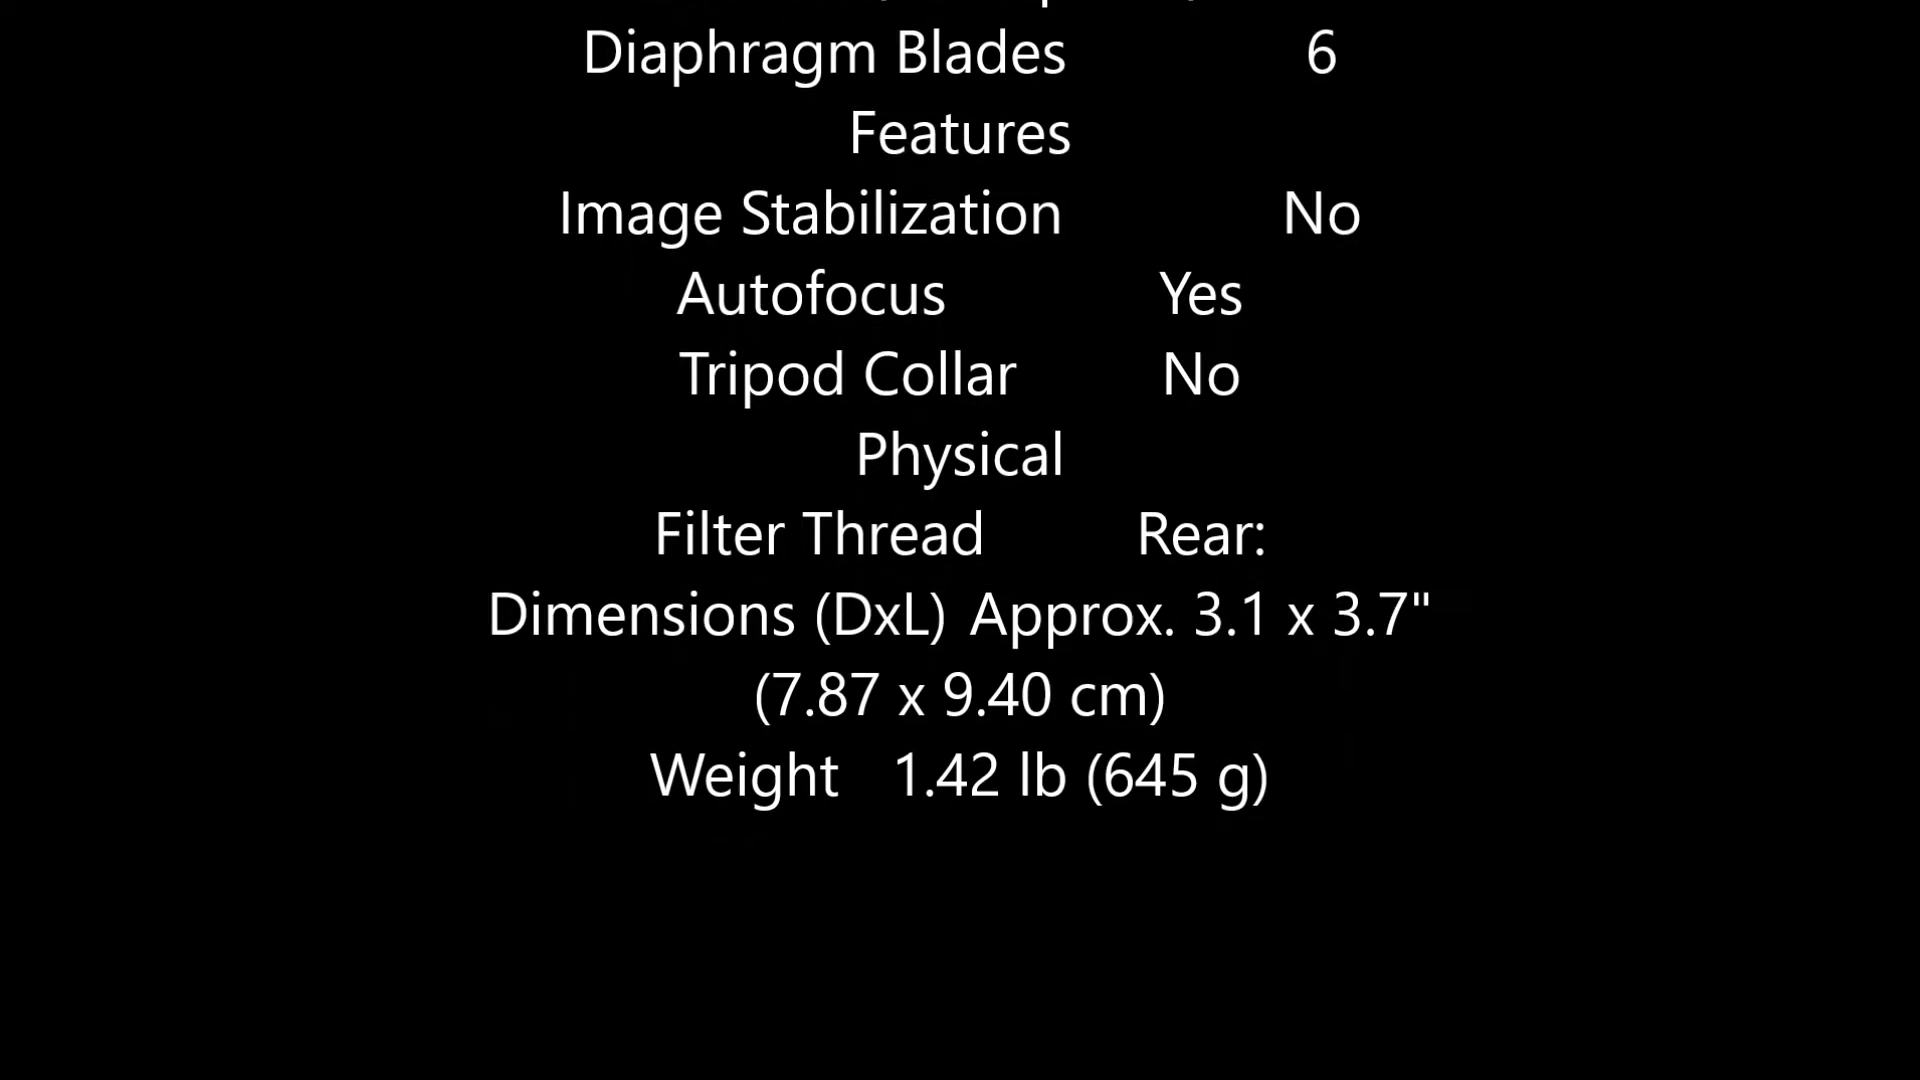 Diaphragm Blades 6
Features
Image Stabilization No
Autofocus Yes
Tripod Collar No
Physical
Filter Thread Rear:
Dimensions (DxL) Approx. 3.1 x 3.7"
(7.87 x 9.40 cm)
Weight 1.42 lb (645 g)